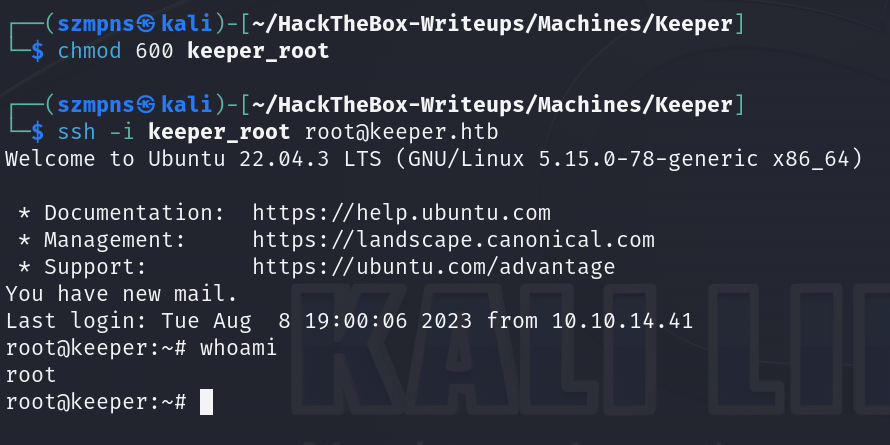 ┌──(szmpns㉿kali)-[~/HackTheBox-Writeups/Machines/Keeper]
└─$ chmod 600 keeper_root
┌──(szmpns㉿kali)-[~/HackTheBox-Writeups/Machines/Keeper]
└─$ ssh -i keeper_root root@keeper.htb
Welcome to Ubuntu 22.04.3 LTS (GNU/Linux 5.15.0-78-generic x86_64)
 * Documentation:  https://help.ubuntu.com
 * Management:     https://landscape.canonical.com
 * Support:        https://ubuntu.com/advantage
You have new mail.
Last login: Tue Aug  8 19:00:06 2023 from 10.10.14.41
root@keeper:~# whoami
root
root@keeper:~#
KALI LI